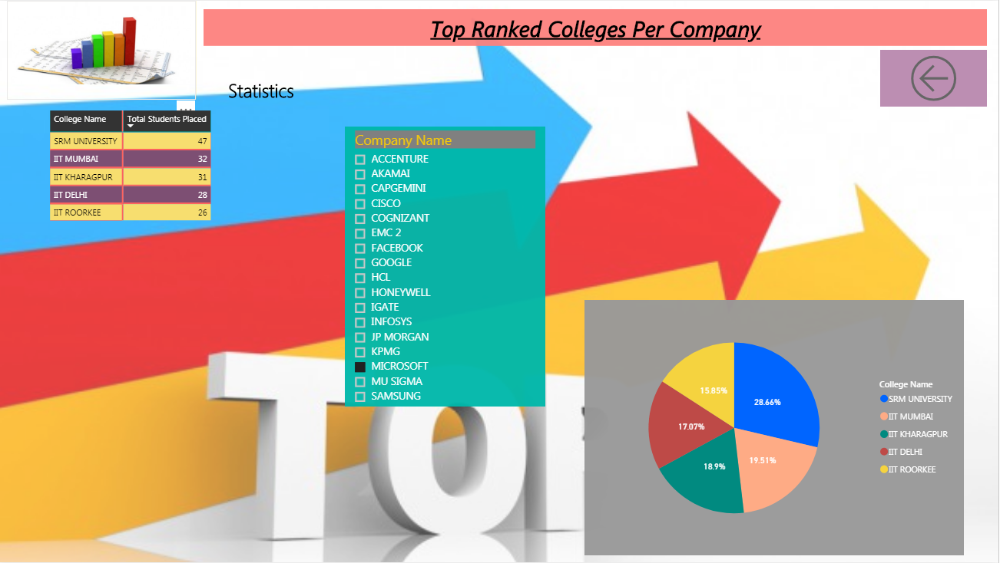 Top Ranked Colleges Per Company
Statistics
College Name Total Students Placed
SRM UNIVERSITY 47
IIT MUMBAI 32
IIT KHARAGPUR 31
IIT DELHI 28
IIT ROORKEE 26
Company Name
ACCENTURE
AKAMAI
CAPGEMINI
CISCO
COGNIZANT
EMC 2
FACEBOOK
GOOGLE
HCL
HONEYWELL
IGATE
INFOSYS
JP MORGAN
KPMG
MICROSOFT
MU SIGMA
SAMSUNG
TO
28.66%
19.51%
18.9%
17.07%
15.85%
College Name
SRM UNIVERSITY
IIT MUMBAI
IIT KHARAGPUR
IIT DELHI
IIT ROORKEE